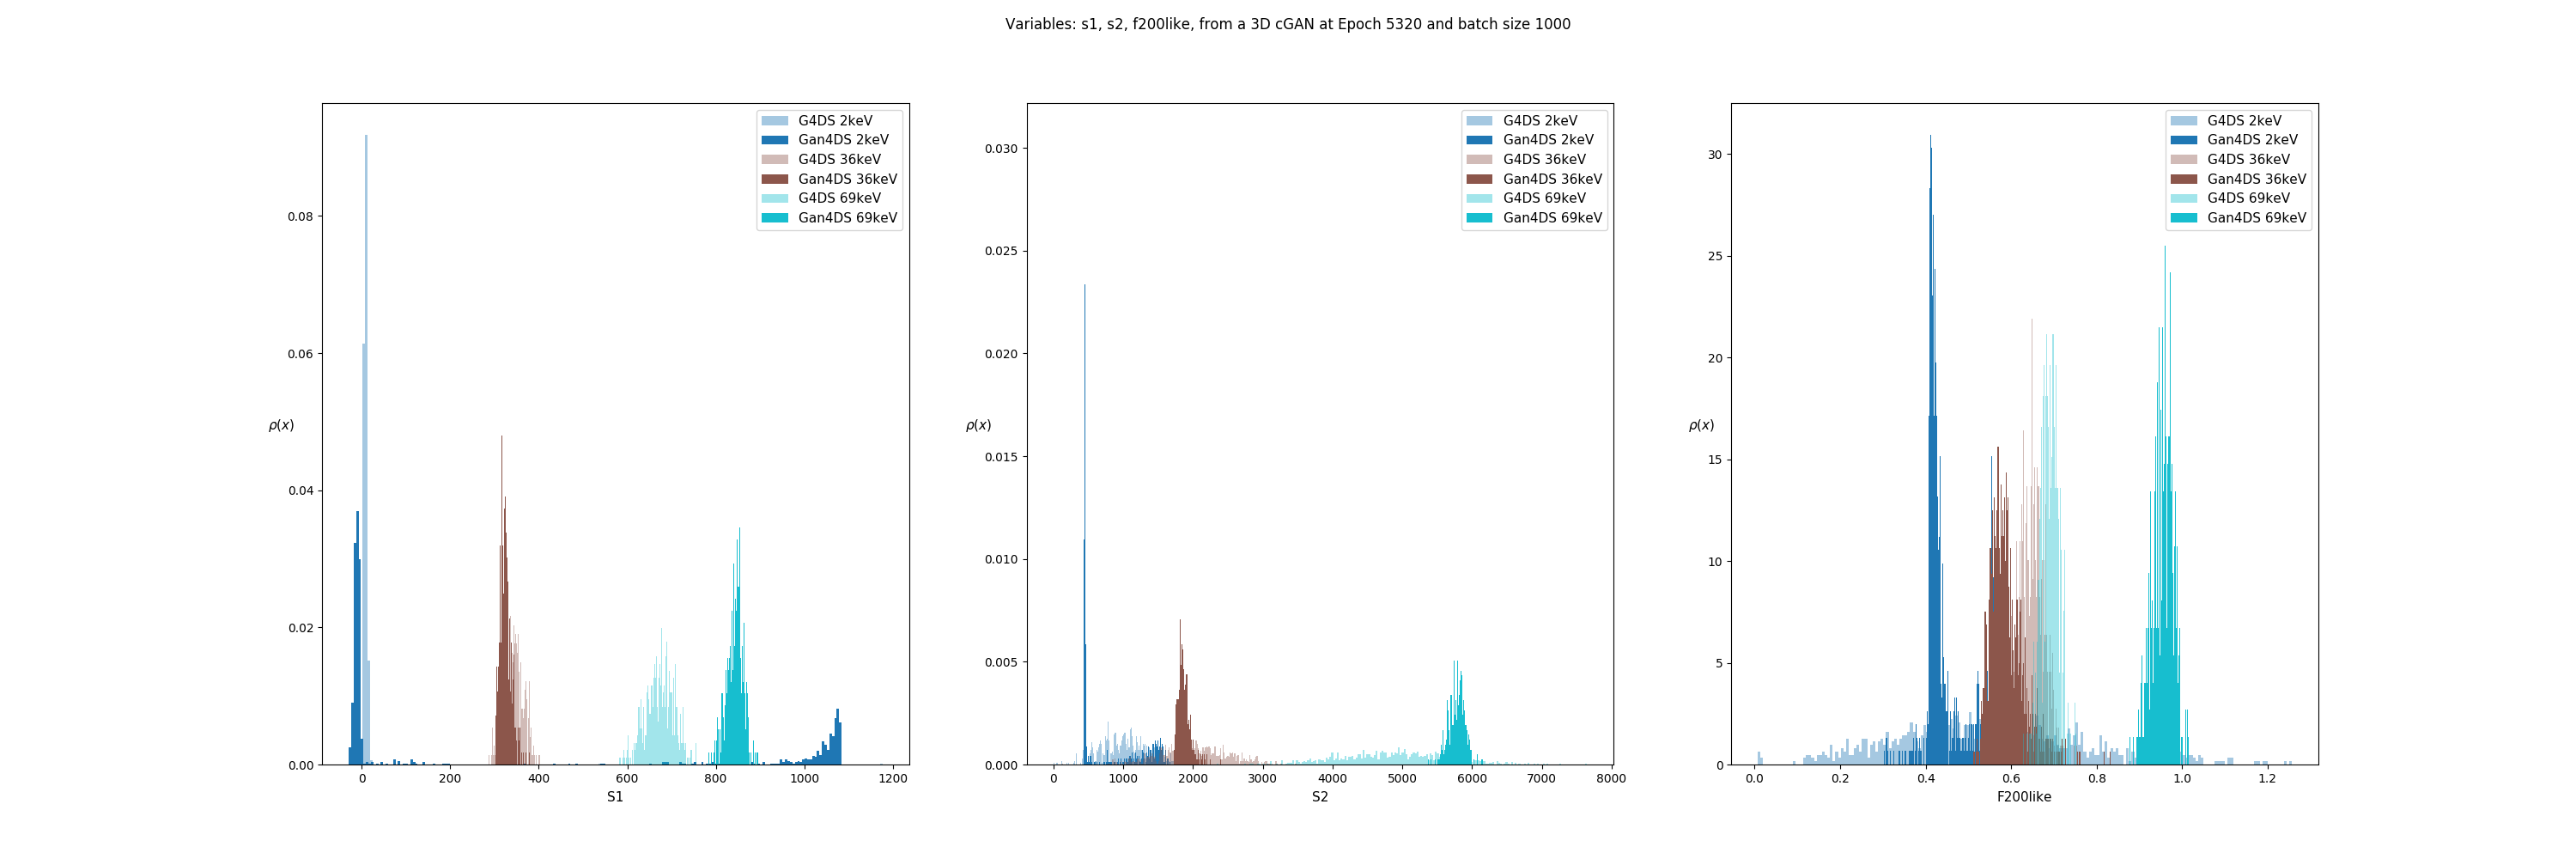 Variables: s1, s2, f200like, from a 3D cGAN at Epoch 5320 and batch size 1000
G4DS 2keV
Gan4DS 2keV
G4DS 36keV
Gan4DS 36keV
G4DS 69keV
Gan4DS 69keV
0.08
0.06
0.04
0.02
0.00
ρ(x)
0 200 400 600 800 1000 1200
S1
G4DS 2keV
Gan4DS 2keV
G4DS 36keV
Gan4DS 36keV
G4DS 69keV
Gan4DS 69keV
0.030
0.025
0.020
0.015
0.010
0.005
0.000
ρ(x)
0 1000 2000 3000 4000 5000 6000 7000 8000
S2
G4DS 2keV
Gan4DS 2keV
G4DS 36keV
Gan4DS 36keV
G4DS 69keV
Gan4DS 69keV
30
25
20
15
10
5
0
ρ(x)
0.0 0.2 0.4 0.6 0.8 1.0 1.2
F200like